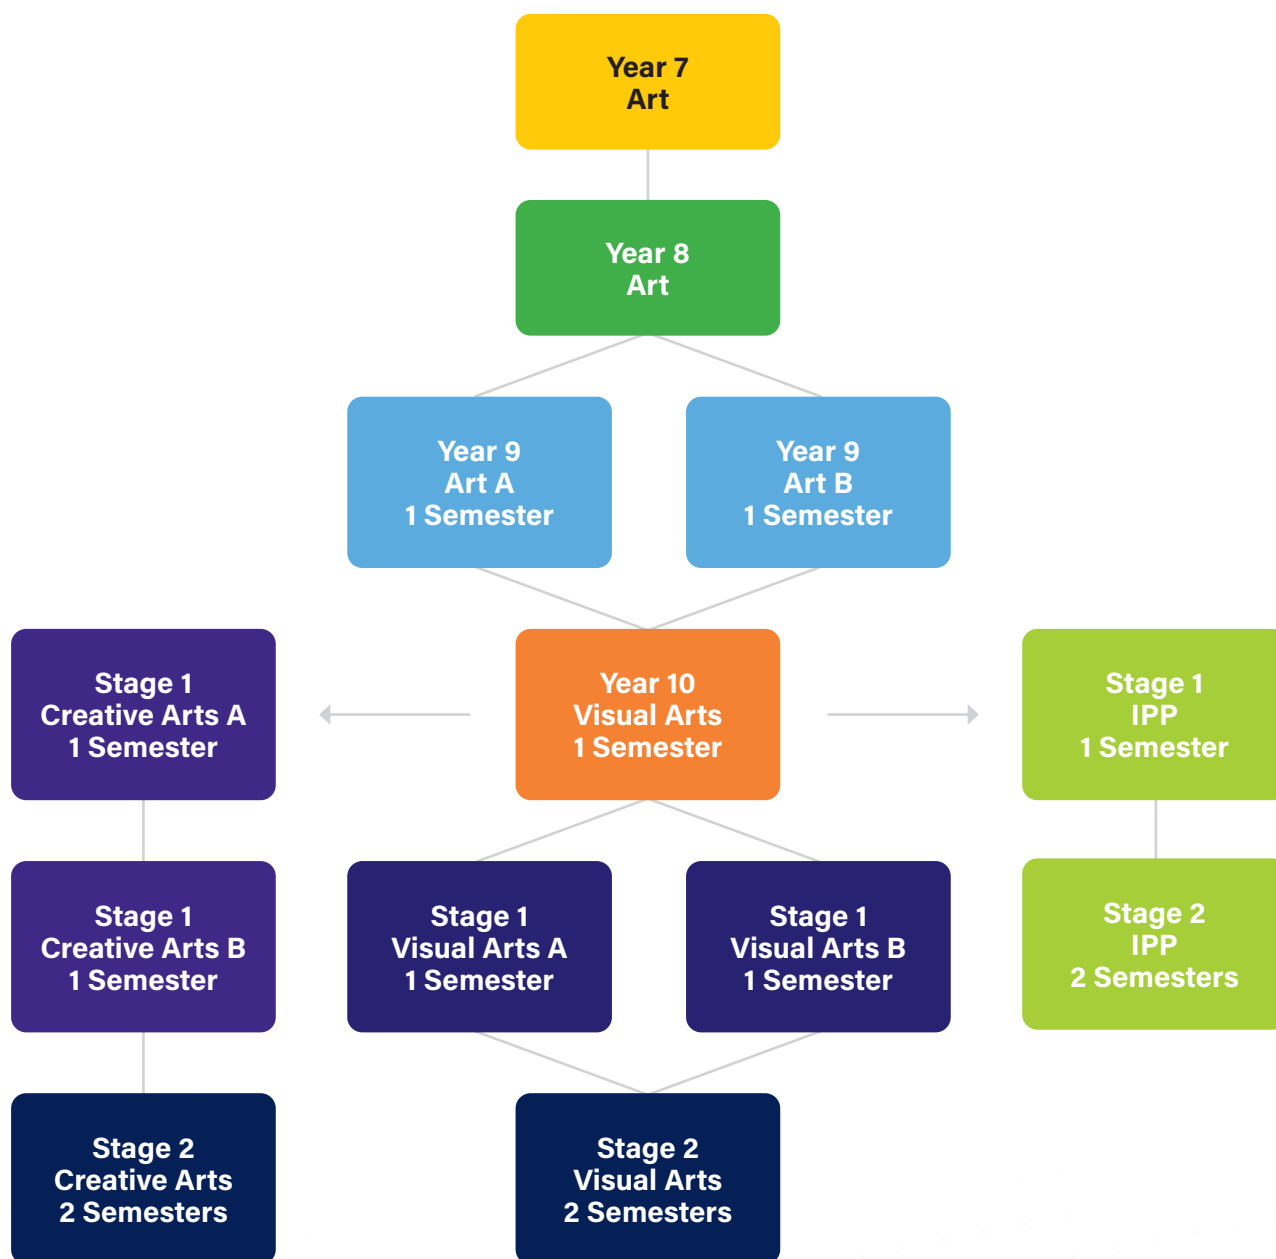 Year 7
Art
Year 8
Art
Year 9
Art A
1 Semester
Year 9
Art B
1 Semester
Stage 1
Creative Arts A
1 Semester
Year 10
Visual Arts
1 Semester
Stage 1
IPP
1 Semester
Stage 1
Creative Arts B
1 Semester
Stage 1
Visual Arts A
1 Semester
Stage 1
Visual Arts B
1 Semester
Stage 2
IPP
2 Semesters
Stage 2
Creative Arts
2 Semesters
Stage 2
Visual Arts
2 Semesters